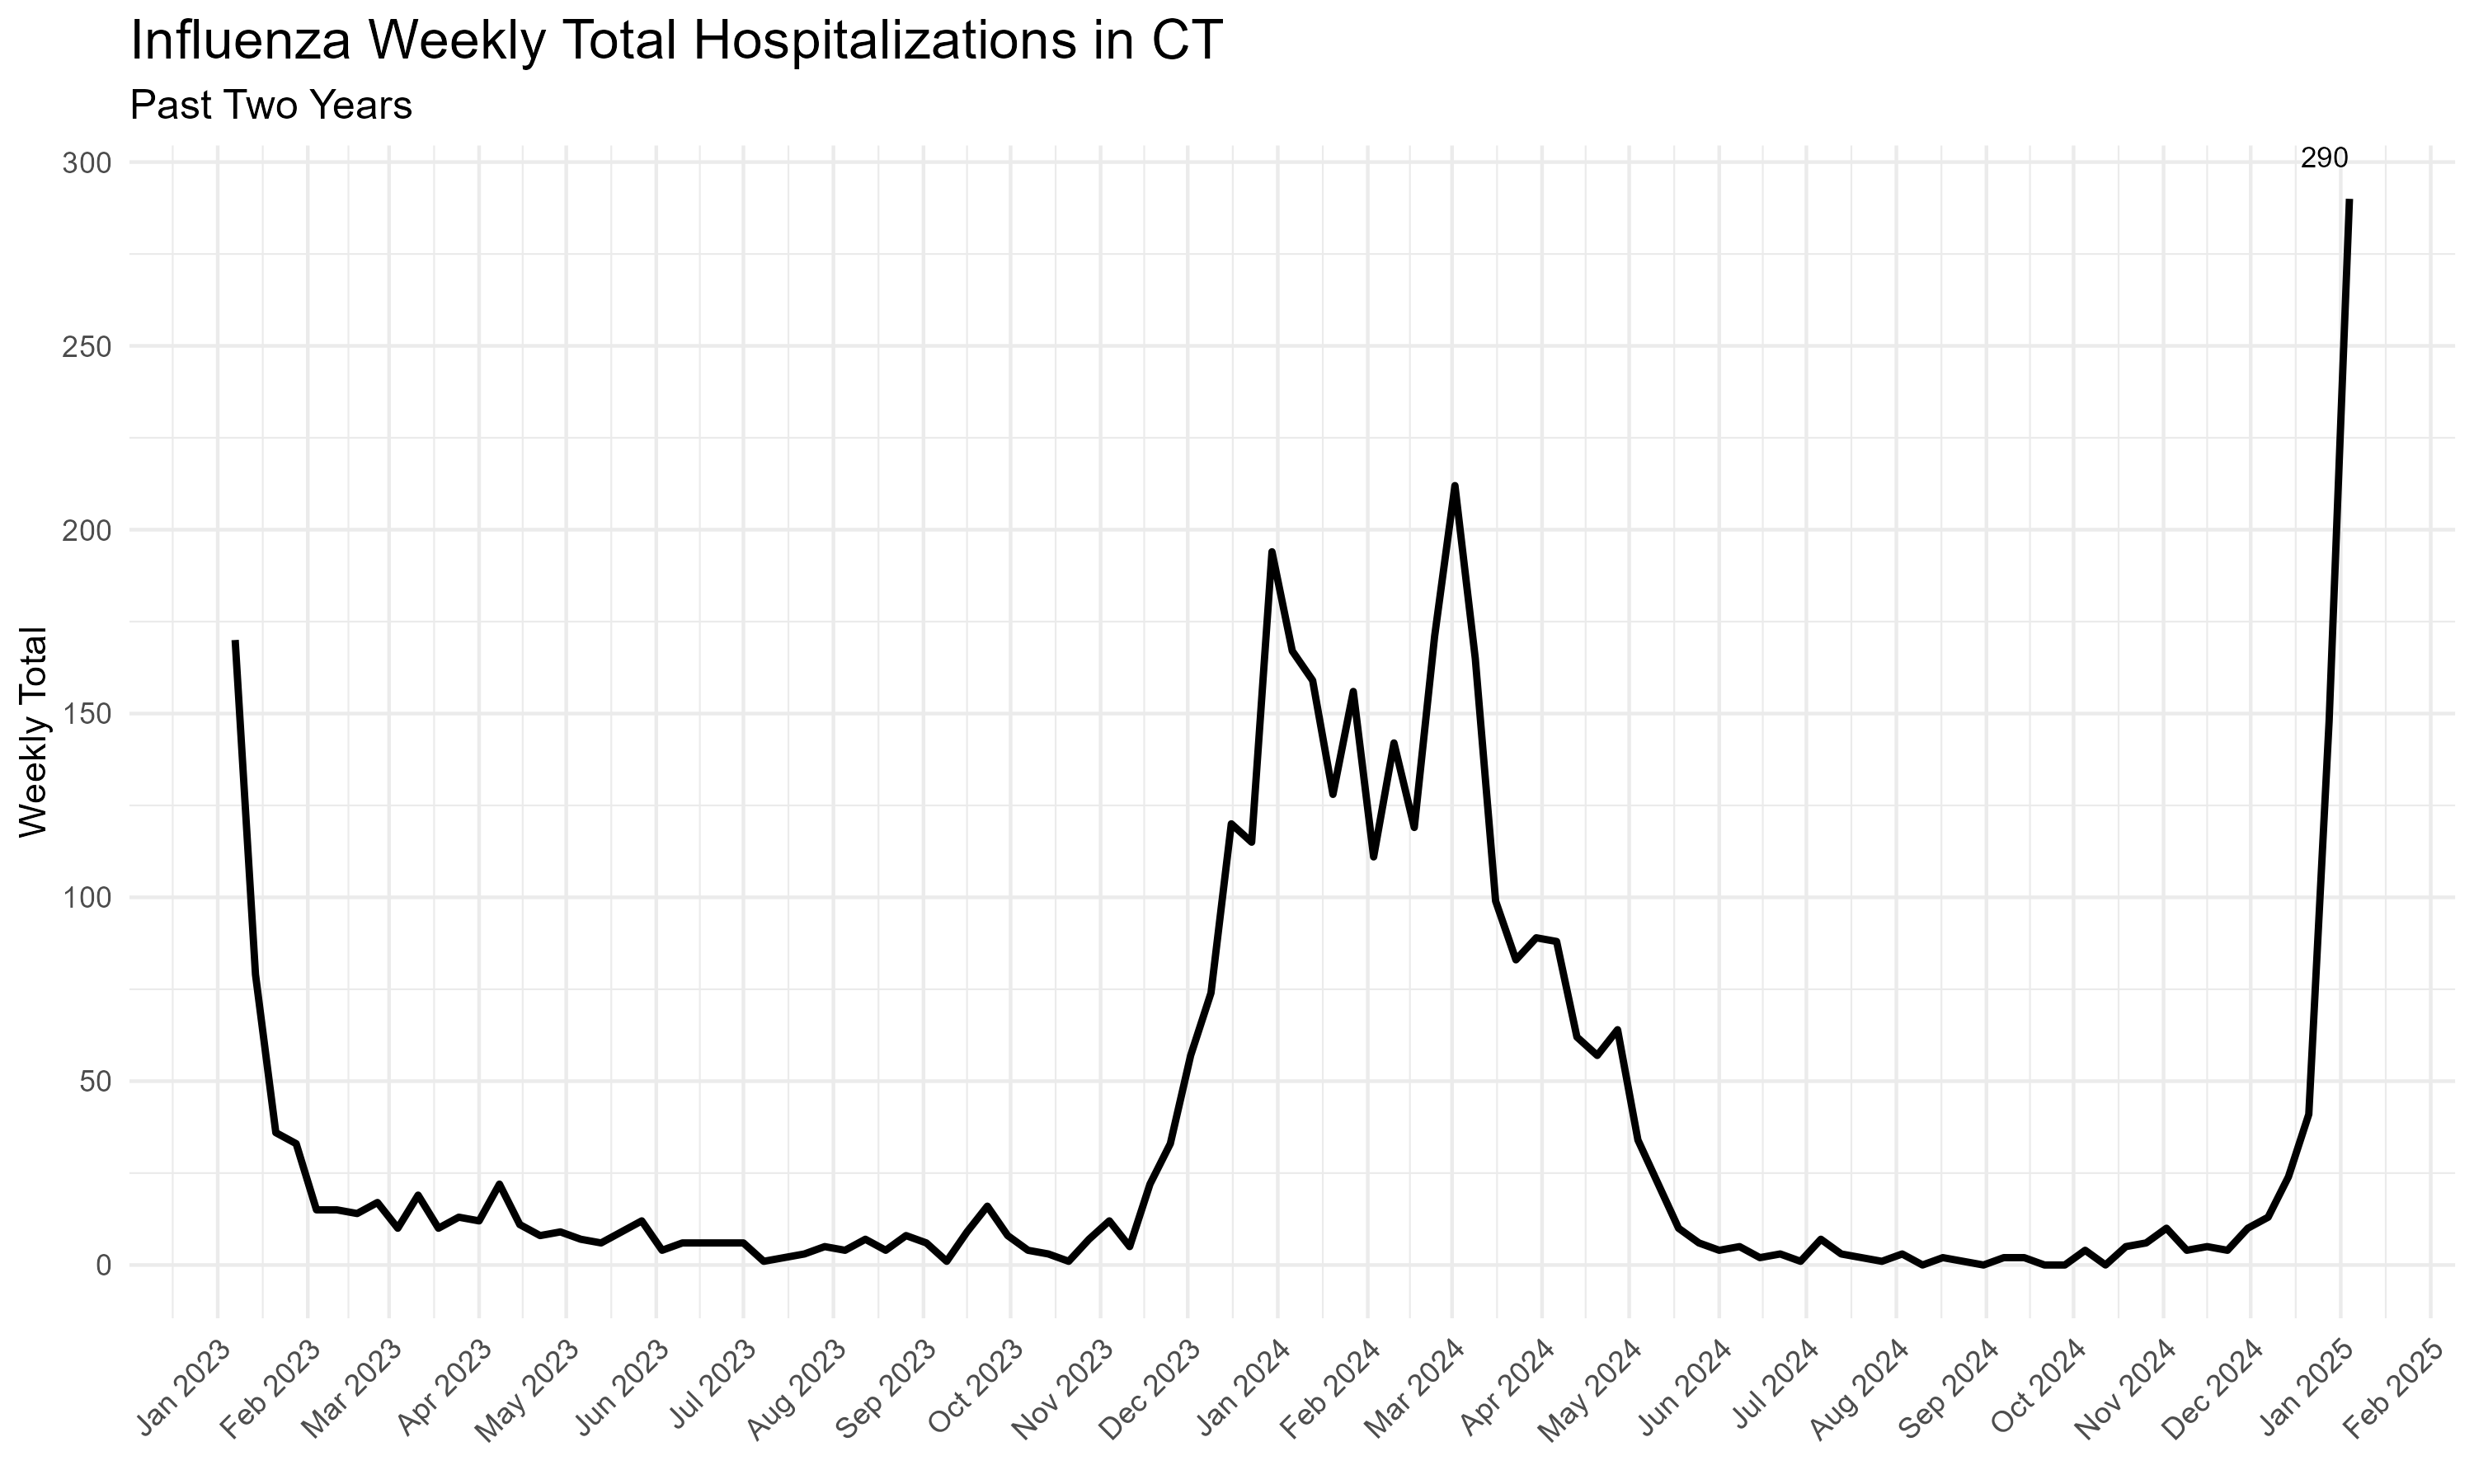 Influenza Weekly Total Hospitalizations in CT
Past Two Years
300
290
250
200
150
100
50
0
Weekly Total
Jan 2023
Feb 2023
Mar 2023
Apr 2023
May 2023
Jun 2023
Jul 2023
Aug 2023
Sep 2023
Oct 2023
Nov 2023
Dec 2023
Jan 2024
Feb 2024
Mar 2024
Apr 2024
May 2024
Jun 2024
Jul 2024
Aug 2024
Sep 2024
Oct 2024
Nov 2024
Dec 2024
Jan 2025
Feb 2025